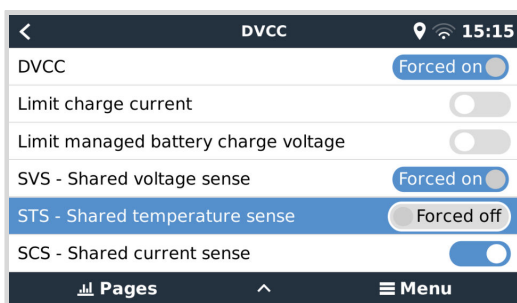 DVCC 15:15
DVCC Forced on
Limit charge current
Limit managed battery charge voltage
SVS - Shared voltage sense Forced on
STS - Shared temperature sense Forced off
SCS - Shared current sense
Pages Menu